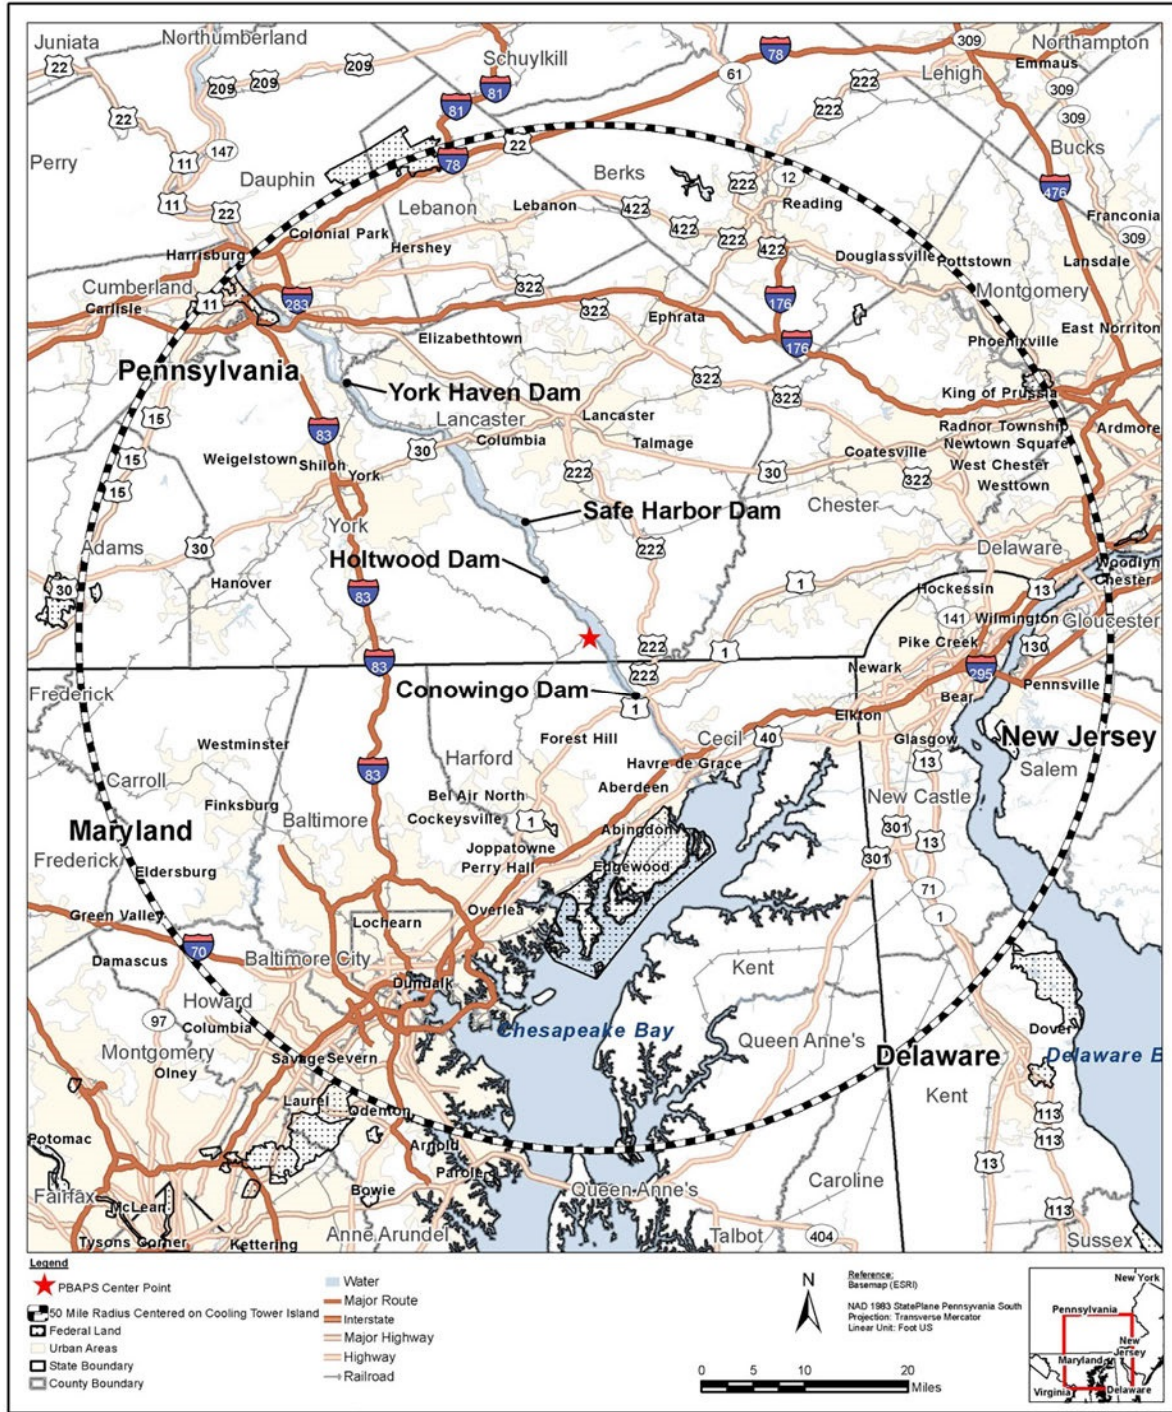 Juniata
Northumberland
Schuylkill
Northampton
309
78
Emmaus
22
209
209
209
61
222
Lehigh
81
81
309
222
309
22
Bucks
11
147
22
78
Perry
Dauphin
Berks
12
222
476
11
22
Lebanon
Lebanon
422
Reading
Franconia
Colonial Park
Hershey
422
222
422
309
Harrisburg
Douglassville
Pottstown
Lansdale
Cumberland
11
283
322
176
Montgomery
Carlisle
322
Ephrata
East Norriton
Elizabethtown
176
Phoenixville
Pennsylvania
York Haven Dam
322
322
King of Prussia
15
Lancaster
Lancaster
Radnor Township
Ardmore
83
Columbia
Talmage
Newtown Square
30
Coatesville
15
Weigelstown
Shiloh
West Chester
York
222
30
322
Westtown
15
Safe Harbor Dam
Chester
York
Adams
30
222
Delaware
Holtwood Dam
Woodlyn
Hanover
1
Chester
30
83
Hockessin
13
141
Wilmington
Gloucester
222
1
Pike Creek
130
83
Newark
295
222
Pennsville
Frederick
Conowingo Dam
Bear
1
Elkton
Westminster
Forest Hill
Cecil
40
Glasgow
New Jersey
Harford
Havre de Grace
13
Salem
Carroll
83
Aberdeen
Finksburg
Bel Air North
New Castle
Baltimore
Cockeysville
1
Abingdon
301
13
Maryland
Joppatowne
Frederick
Perry Hall
Edgewood
301
Eldersburg
71
Green Valley
Lochearn
Overlea
1
70
Damascus
Baltimore City
Kent
Dundalk
Howard
97
Columbia
Chesapeake Bay
Dover
Montgomery
Queen Anne's
Savage
Severn
Delaware
Delaware B
Olney
Kent
Laurel
Odenton
113
Potomac
Arnold
113
Parole
13
Fairfax
Bowie
Queen Anne's
Caroline
McLean
113
Tysons Corner
Kettering
Anne Arundel
Talbot
404
Sussex
Legend
PBAPS Center Point
50 Mile Radius Centered on Cooling Tower Island
Federal Land
Urban Areas
State Boundary
County Boundary
Water
Major Route
Interstate
Major Highway
Highway
Railroad
N
Reference:
Basemap (ESRI)
NAD 1983 StatePlane Pennsyvania South
Projection: Transverse Mercator
Linear Unit: Foot US
0 5 10 20
Miles
New York
Pennsylvania
New
Jersey
Maryland
Virginia
Delaware